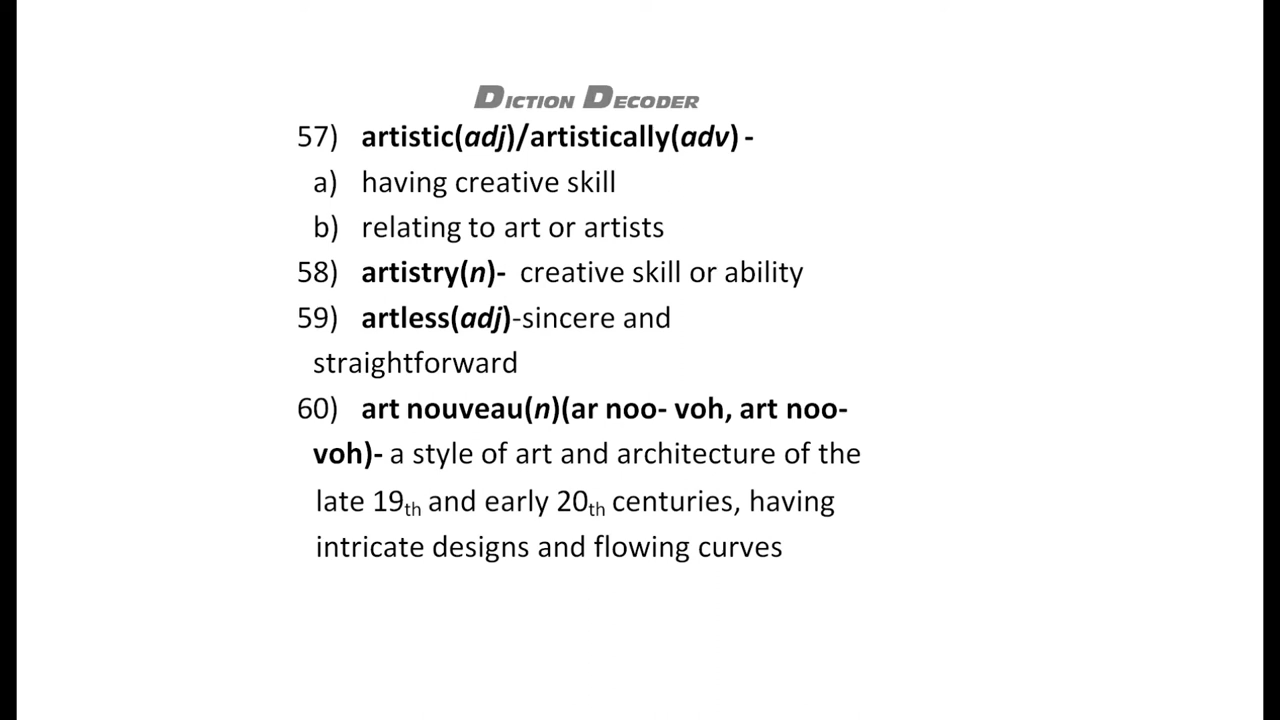 DICTION DECODER
57) artistic(adj)/artistically(adv) -
a) having creative skill
b) relating to art or artists
58) artistry(n)- creative skill or ability
59) artless(adj)-sincere and
straightforward
60) art nouveau(n)(ar noo- voh, art noo-
voh)- a style of art and architecture of the
late 19th and early 20th centuries, having
intricate designs and flowing curves